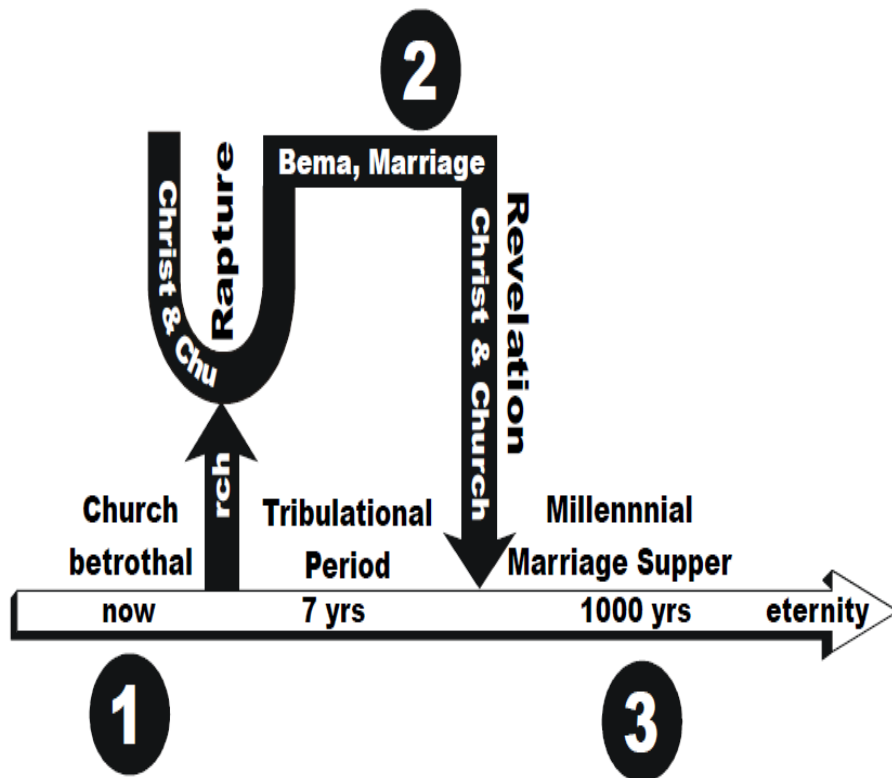 2
Bema, Marriage
Christ & Chu
rch
Rapture
Christ & Church
Revelation
Church
betrothal
Tribulational
Period
Millennnial
Marriage Supper
now
7 yrs
1000 yrs
eternity
1
3